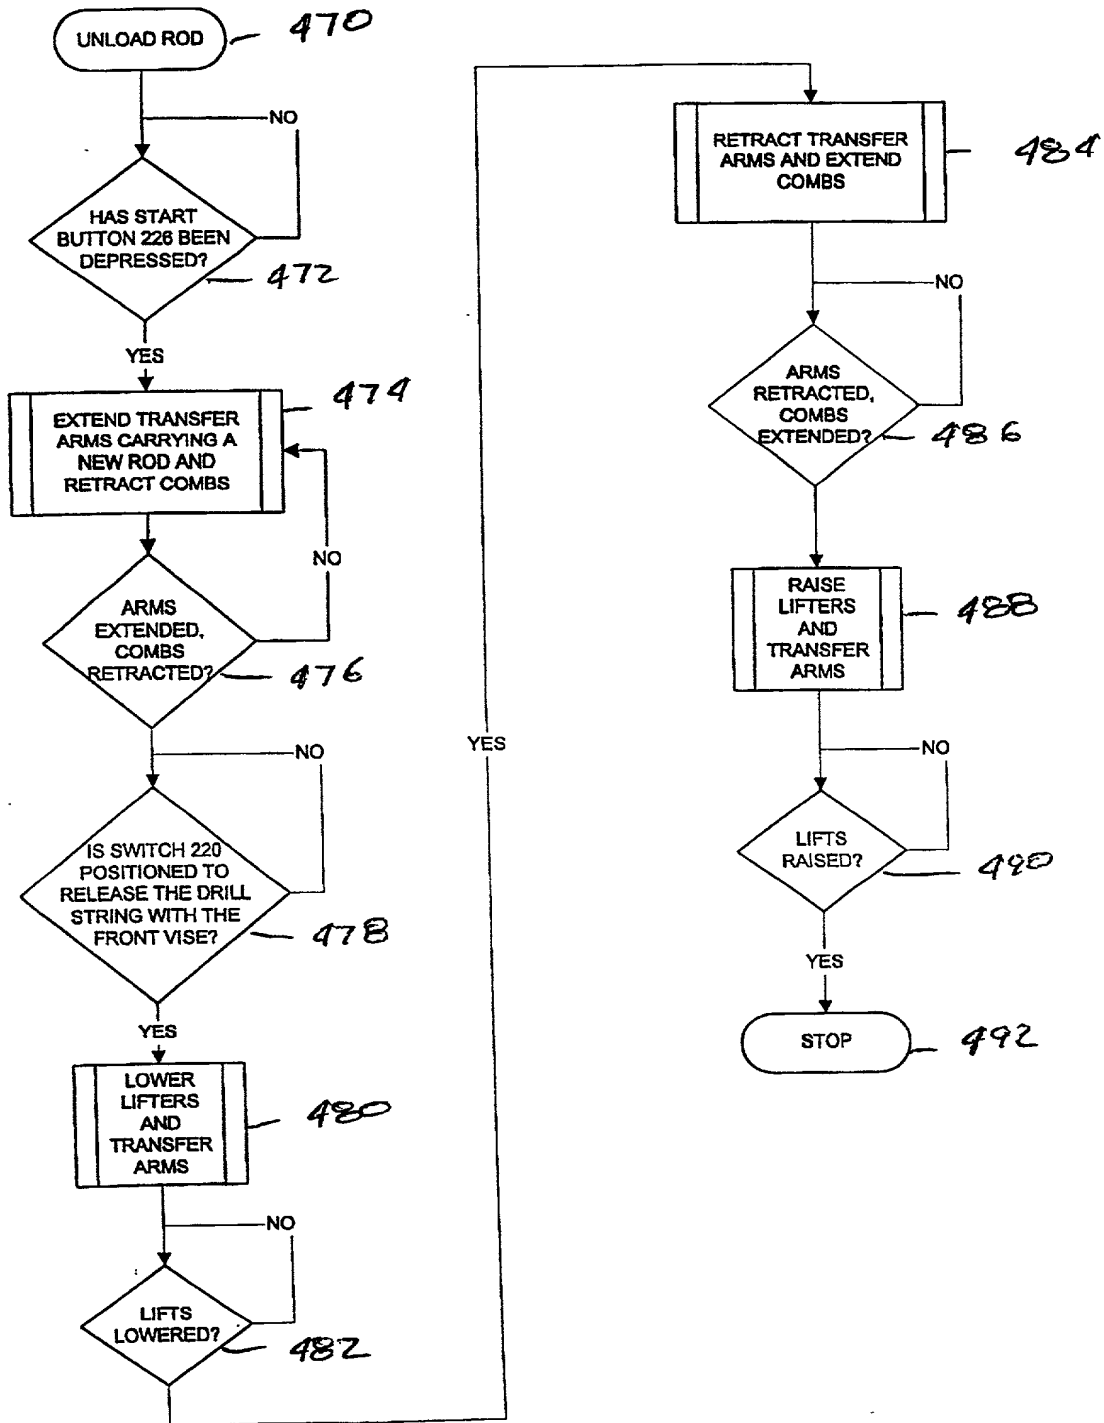 UNLOAD ROD
470
NO
HAS START
BUTTON 226 BEEN
DEPRESSED?
472
YES
474
EXTEND TRANSFER
ARMS CARRYING A
NEW ROD AND
RETRACT COMBS
NO
ARMS
EXTENDED,
COMBS
RETRACTED?
476
NO
IS SWITCH 220
POSITIONED TO
RELEASE THE DRILL
STRING WITH THE
FRONT VISE?
478
YES
LOWER
LIFTERS
AND
TRANSFER
ARMS
480
NO
LIFTS
LOWERED?
482
YES
RETRACT TRANSFER
ARMS AND EXTEND
COMBS
484
NO
ARMS
RETRACTED,
COMBS
EXTENDED?
486
RAISE
LIFTERS
AND
TRANSFER
ARMS
488
NO
LIFTS
RAISED?
490
YES
STOP
492